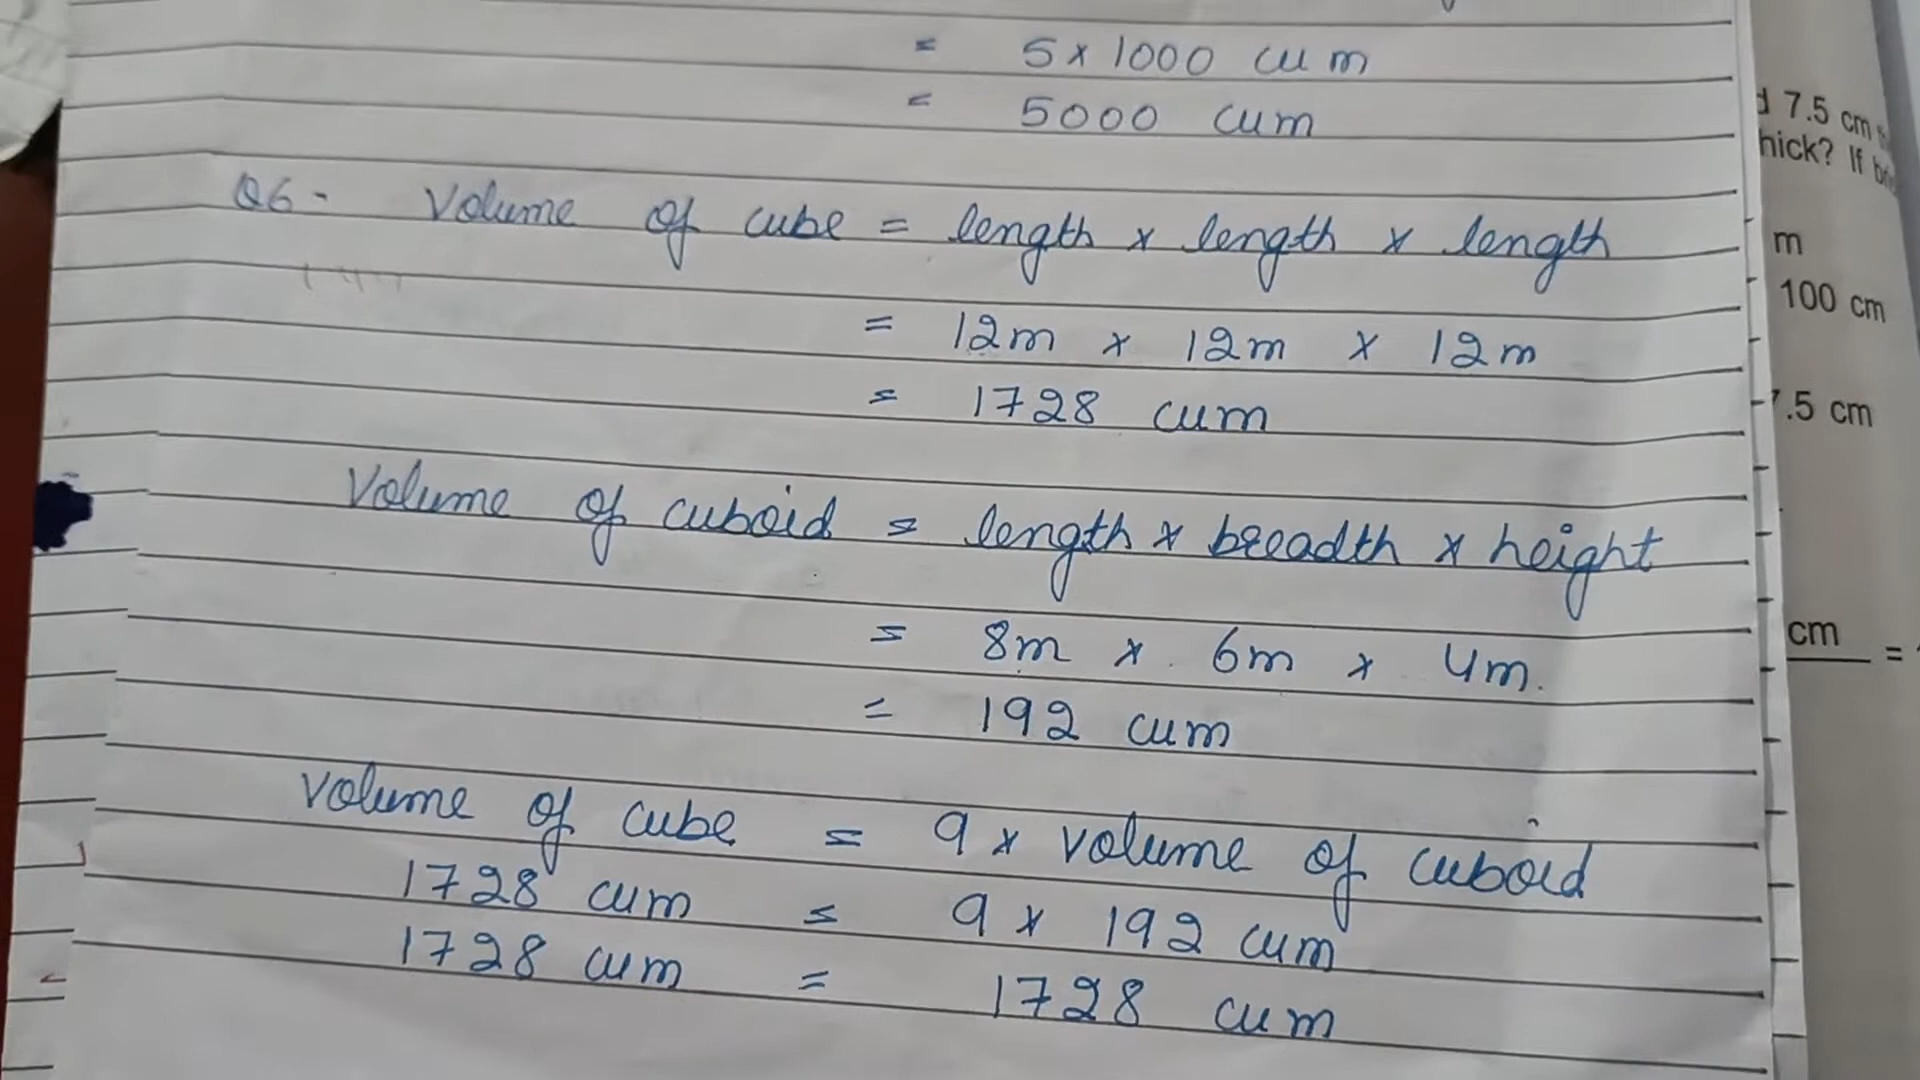 = 5 x 1000 cu m
= 5000 cum
Q6- Volume of cube = length x length x length
= 12m x 12m x 12m
= 1728 cum
Volume of cuboid = length x breadth x height
= 8m x 6m x 4m.
= 192 cum
volume of cube = 9 x volume of cuboid
1728 cum = 9 x 192 cum
1728 cum = 1728 cum
7.5 cm
hick? If
m
100 cm
.5 cm
cm
=